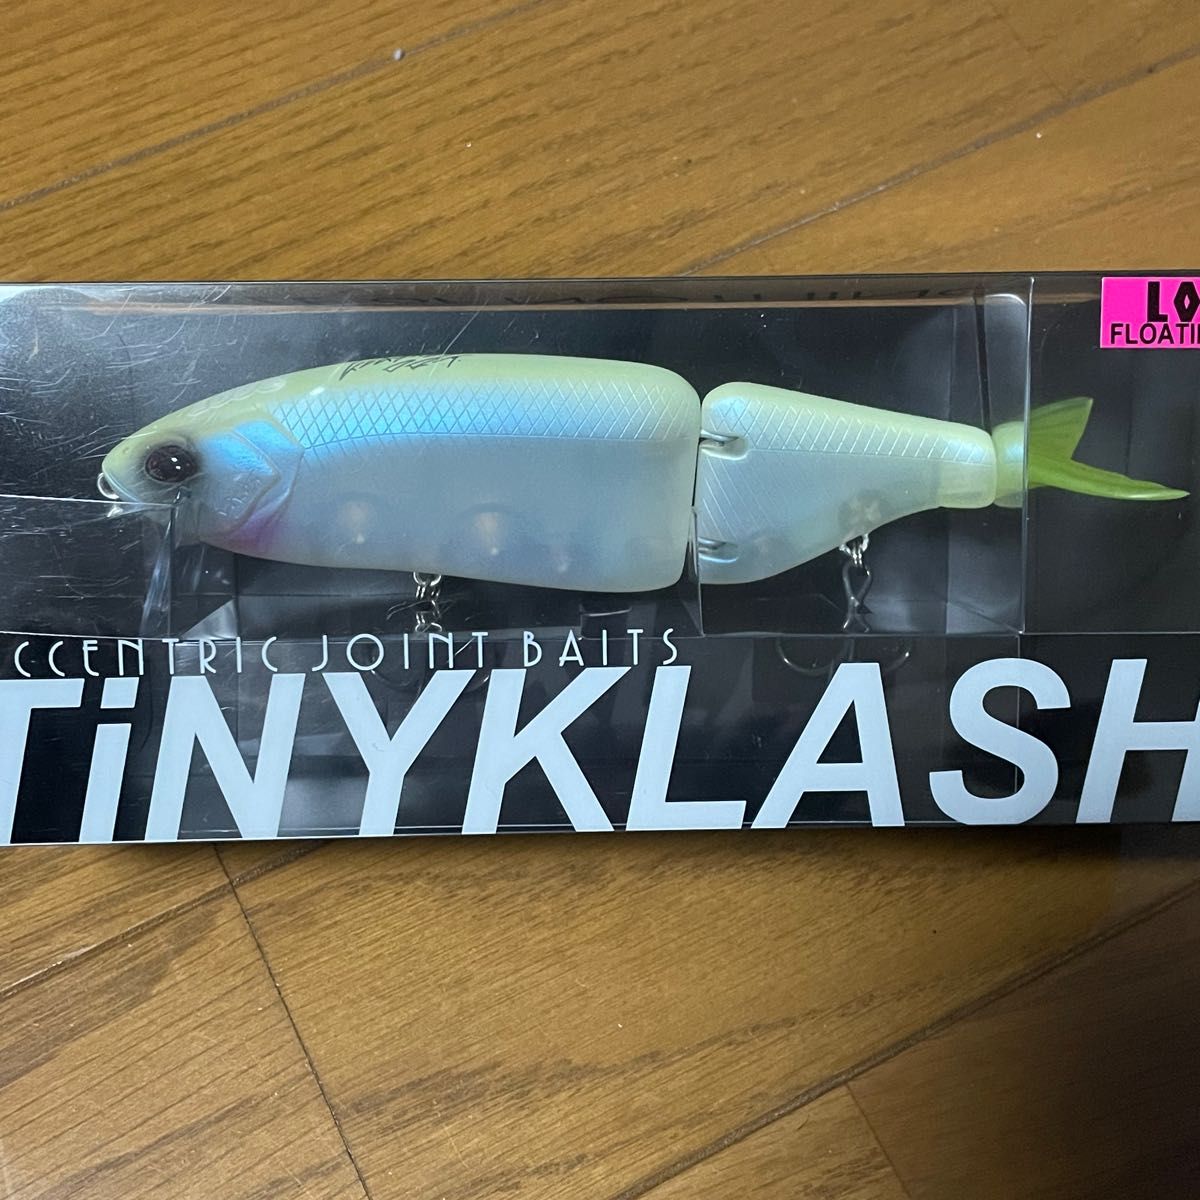 LO
FLOATI
CCENTRIC JOINT BAITS
TiNYKLASH